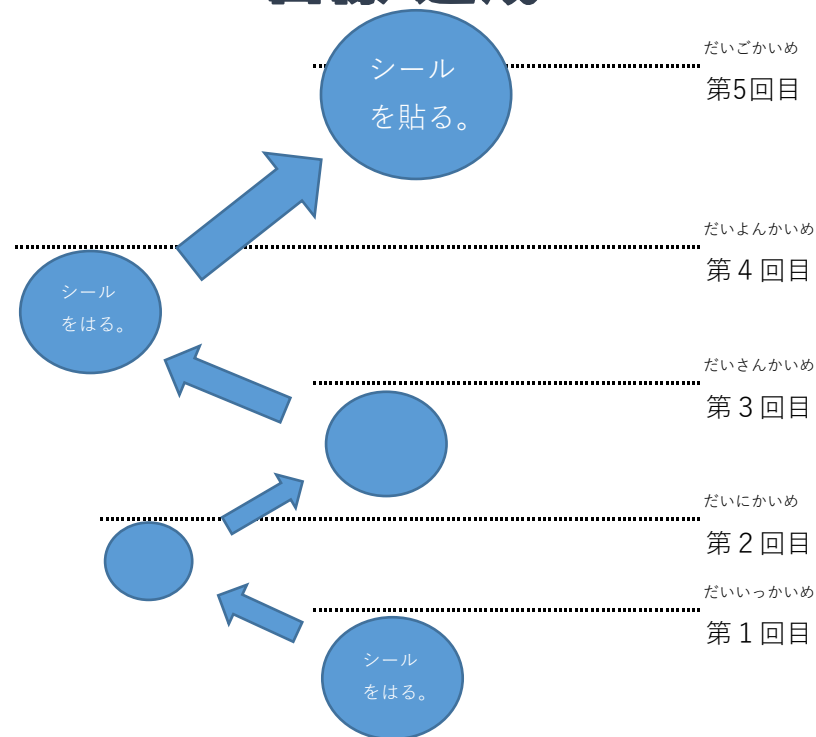 だいごかいめ
第5回目
シール
を貼る。
だいよんかいめ
第４回目
シール
をはる。
だいさんかいめ
第３回目
だいにかいめ
第２回目
だいいっかいめ
第１回目
シール
をはる。